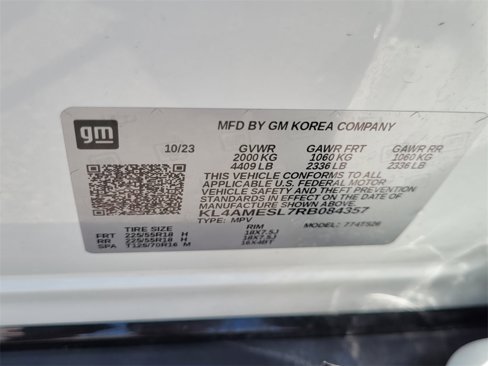 gm
MFD BY GM KOREA COMPANY
10/23 GVWR GAWR FRT GAWR RR
2000 KG 1060 KG 1060 KG
4409 LB 2336 LB 2336 LB
THIS VEHICLE CONFORMS TO ALL
APPLICABLE U.S. FEDERAL MOTOR
VEHICLE SAFETY AND THEFT PREVENTION
STANDARDS IN EFFECT ON THE DATE OF
MANUFACTURE SHOWN ABOVE.
KL4AMESL7RB084357
TYPE: MPV MODEL: 774TS26
TIRE SIZE RIM
FRT 225/55R18 H 18X7.5J
RR 225/55R18 H 18X7.5J
SPA T125/70R16 M 16X4BT